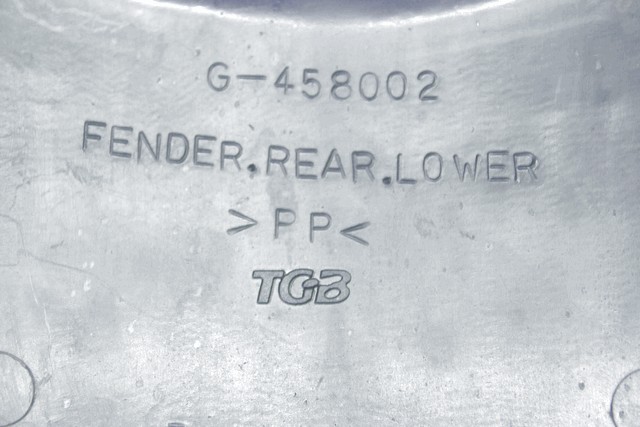 G-458002
FENDER.REAR.LOWER
>PP<
TGB